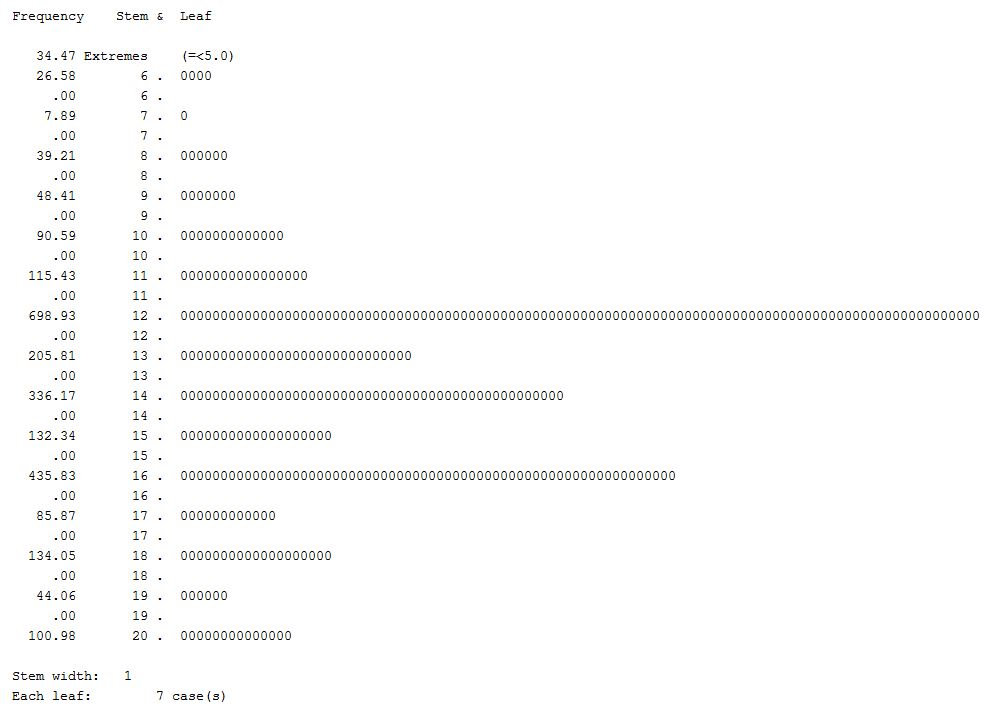 Frequency    Stem &  Leaf
34.47 Extremes    (=<5.0)
26.58        6 .  0000
.00        6 .
7.89        7 .  0
.00        7 .
39.21        8 .  000000
.00        8 .
48.41        9 .  0000000
.00        9 .
90.59       10 .  0000000000000
.00       10 .
115.43       11 .  0000000000000000
.00       11 .
698.93       12 .  0000000000000000000000000000000000000000000000000000000000000000000000000000000000000000000000000000
.00       12 .
205.81       13 .  00000000000000000000000000000
.00       13 .
336.17       14 .  000000000000000000000000000000000000000000000000
.00       14 .
132.34       15 .  0000000000000000000
.00       15 .
435.83       16 .  00000000000000000000000000000000000000000000000000000000000000
.00       16 .
85.87       17 .  000000000000
.00       17 .
134.05       18 .  0000000000000000000
.00       18 .
44.06       19 .  000000
.00       19 .
100.98       20 .  00000000000000
Stem width:   1
Each leaf:        7 case(s)